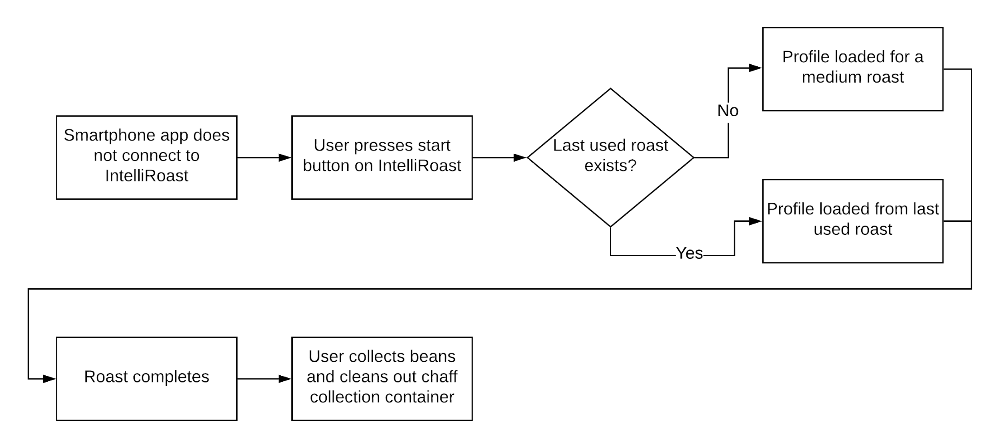 Smartphone app does
not connect to
IntelliRoast
User presses start
button on IntelliRoast
Last used roast
exists?
No
Profile loaded for a
medium roast
Yes
Profile loaded from last
used roast
Roast completes
User collects beans
and cleans out chaff
collection container